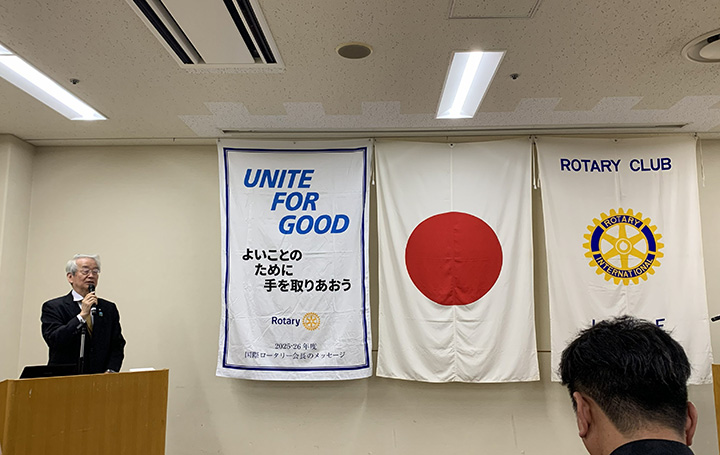 UNITE
FOR
GOOD
よいことの
ために
手を取りあおう
Rotary
2025-26年度
国際ロータリー会長のメッセージ
ROTARY CLUB
ROTARY
INTERNATIONAL